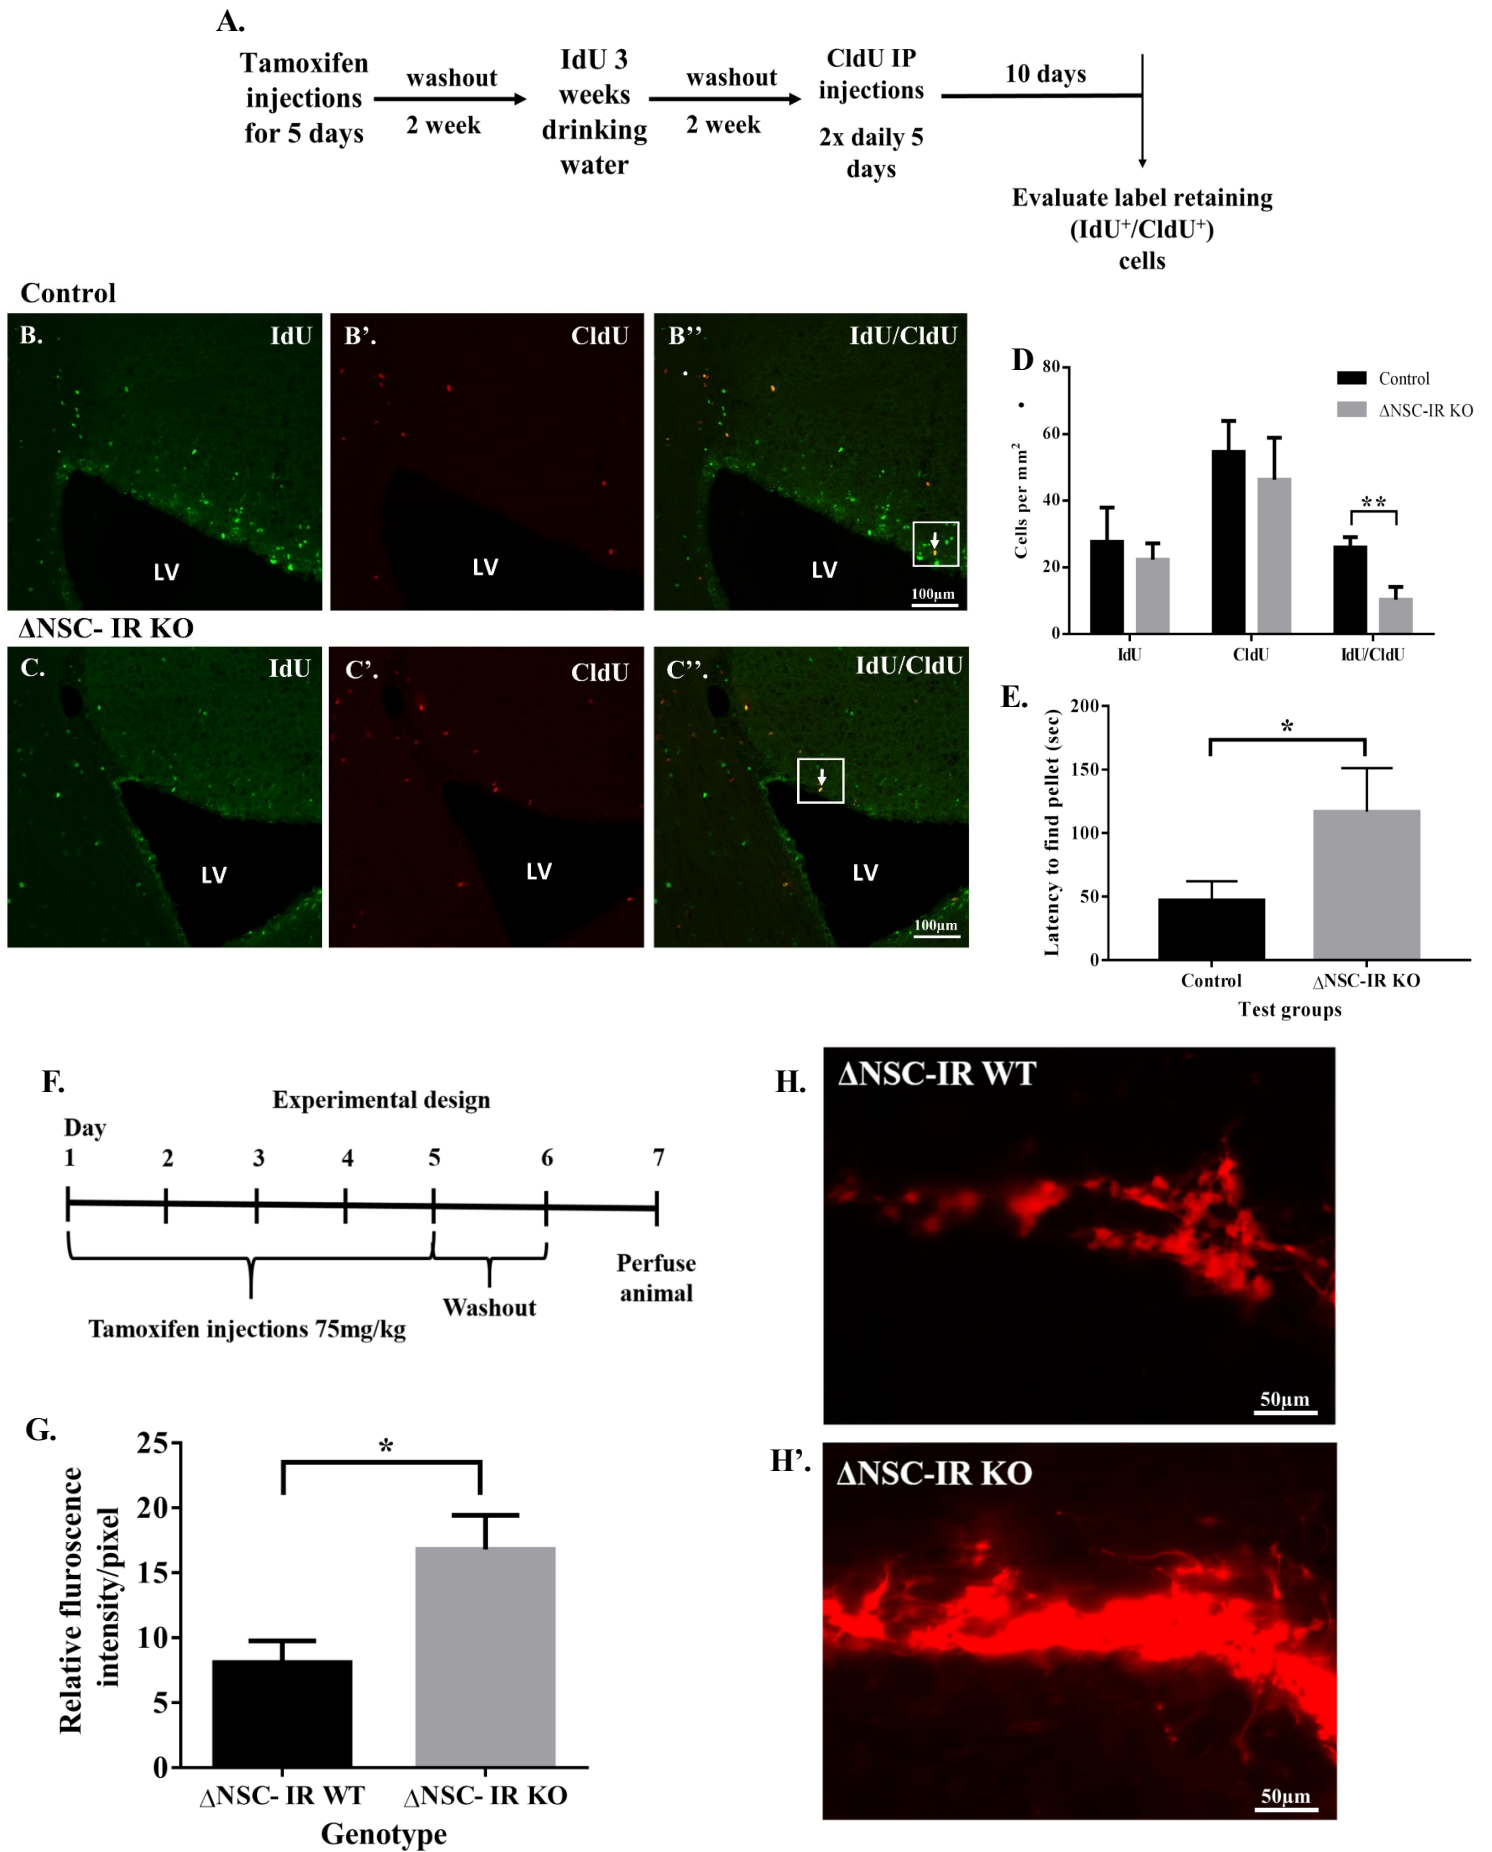 A.
Tamoxifen
injections
for 5 days
washout
2 week
IdU 3
weeks
drinking
water
washout
2 week
CldU IP
injections
2x daily 5
days
10 days
Evaluate label retaining
(IdU+/CldU+)
cells
Control
B. IdU
LV
B’. CldU
LV
B’’ IdU/CldU
LV
100µm
ΔNSC- IR KO
C. IdU
LV
C’. CldU
LV
C’’. IdU/CldU
LV
100µm
D
Control
ΔNSC-IR KO
Cells per mm2
80
60
40
20
0
**
IdU CldU IdU/CldU
E.
Latency to find pellet (sec)
200
150
100
50
0
*
Control ΔNSC-IR KO
Test groups
F.
Experimental design
Day
1 2 3 4 5 6 7
Tamoxifen injections 75mg/kg
Washout
Perfuse
animal
G.
Relative fluroscence
intensity/pixel
25
20
15
10
5
0
*
ΔNSC- IR WT ΔNSC- IR KO
Genotype
H.
ΔNSC-IR WT
50µm
H’.
ΔNSC-IR KO
50µm